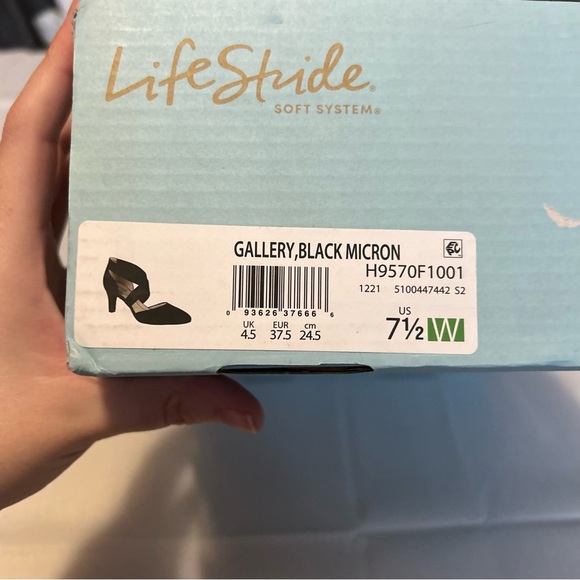 LifeStride®
SOFT SYSTEM®
GALLERY,BLACK MICRON
H9570F1001
1221 5100447442 S2
0 93626 37666 6
UK EUR cm
4.5 37.5 24.5
US
7½ W